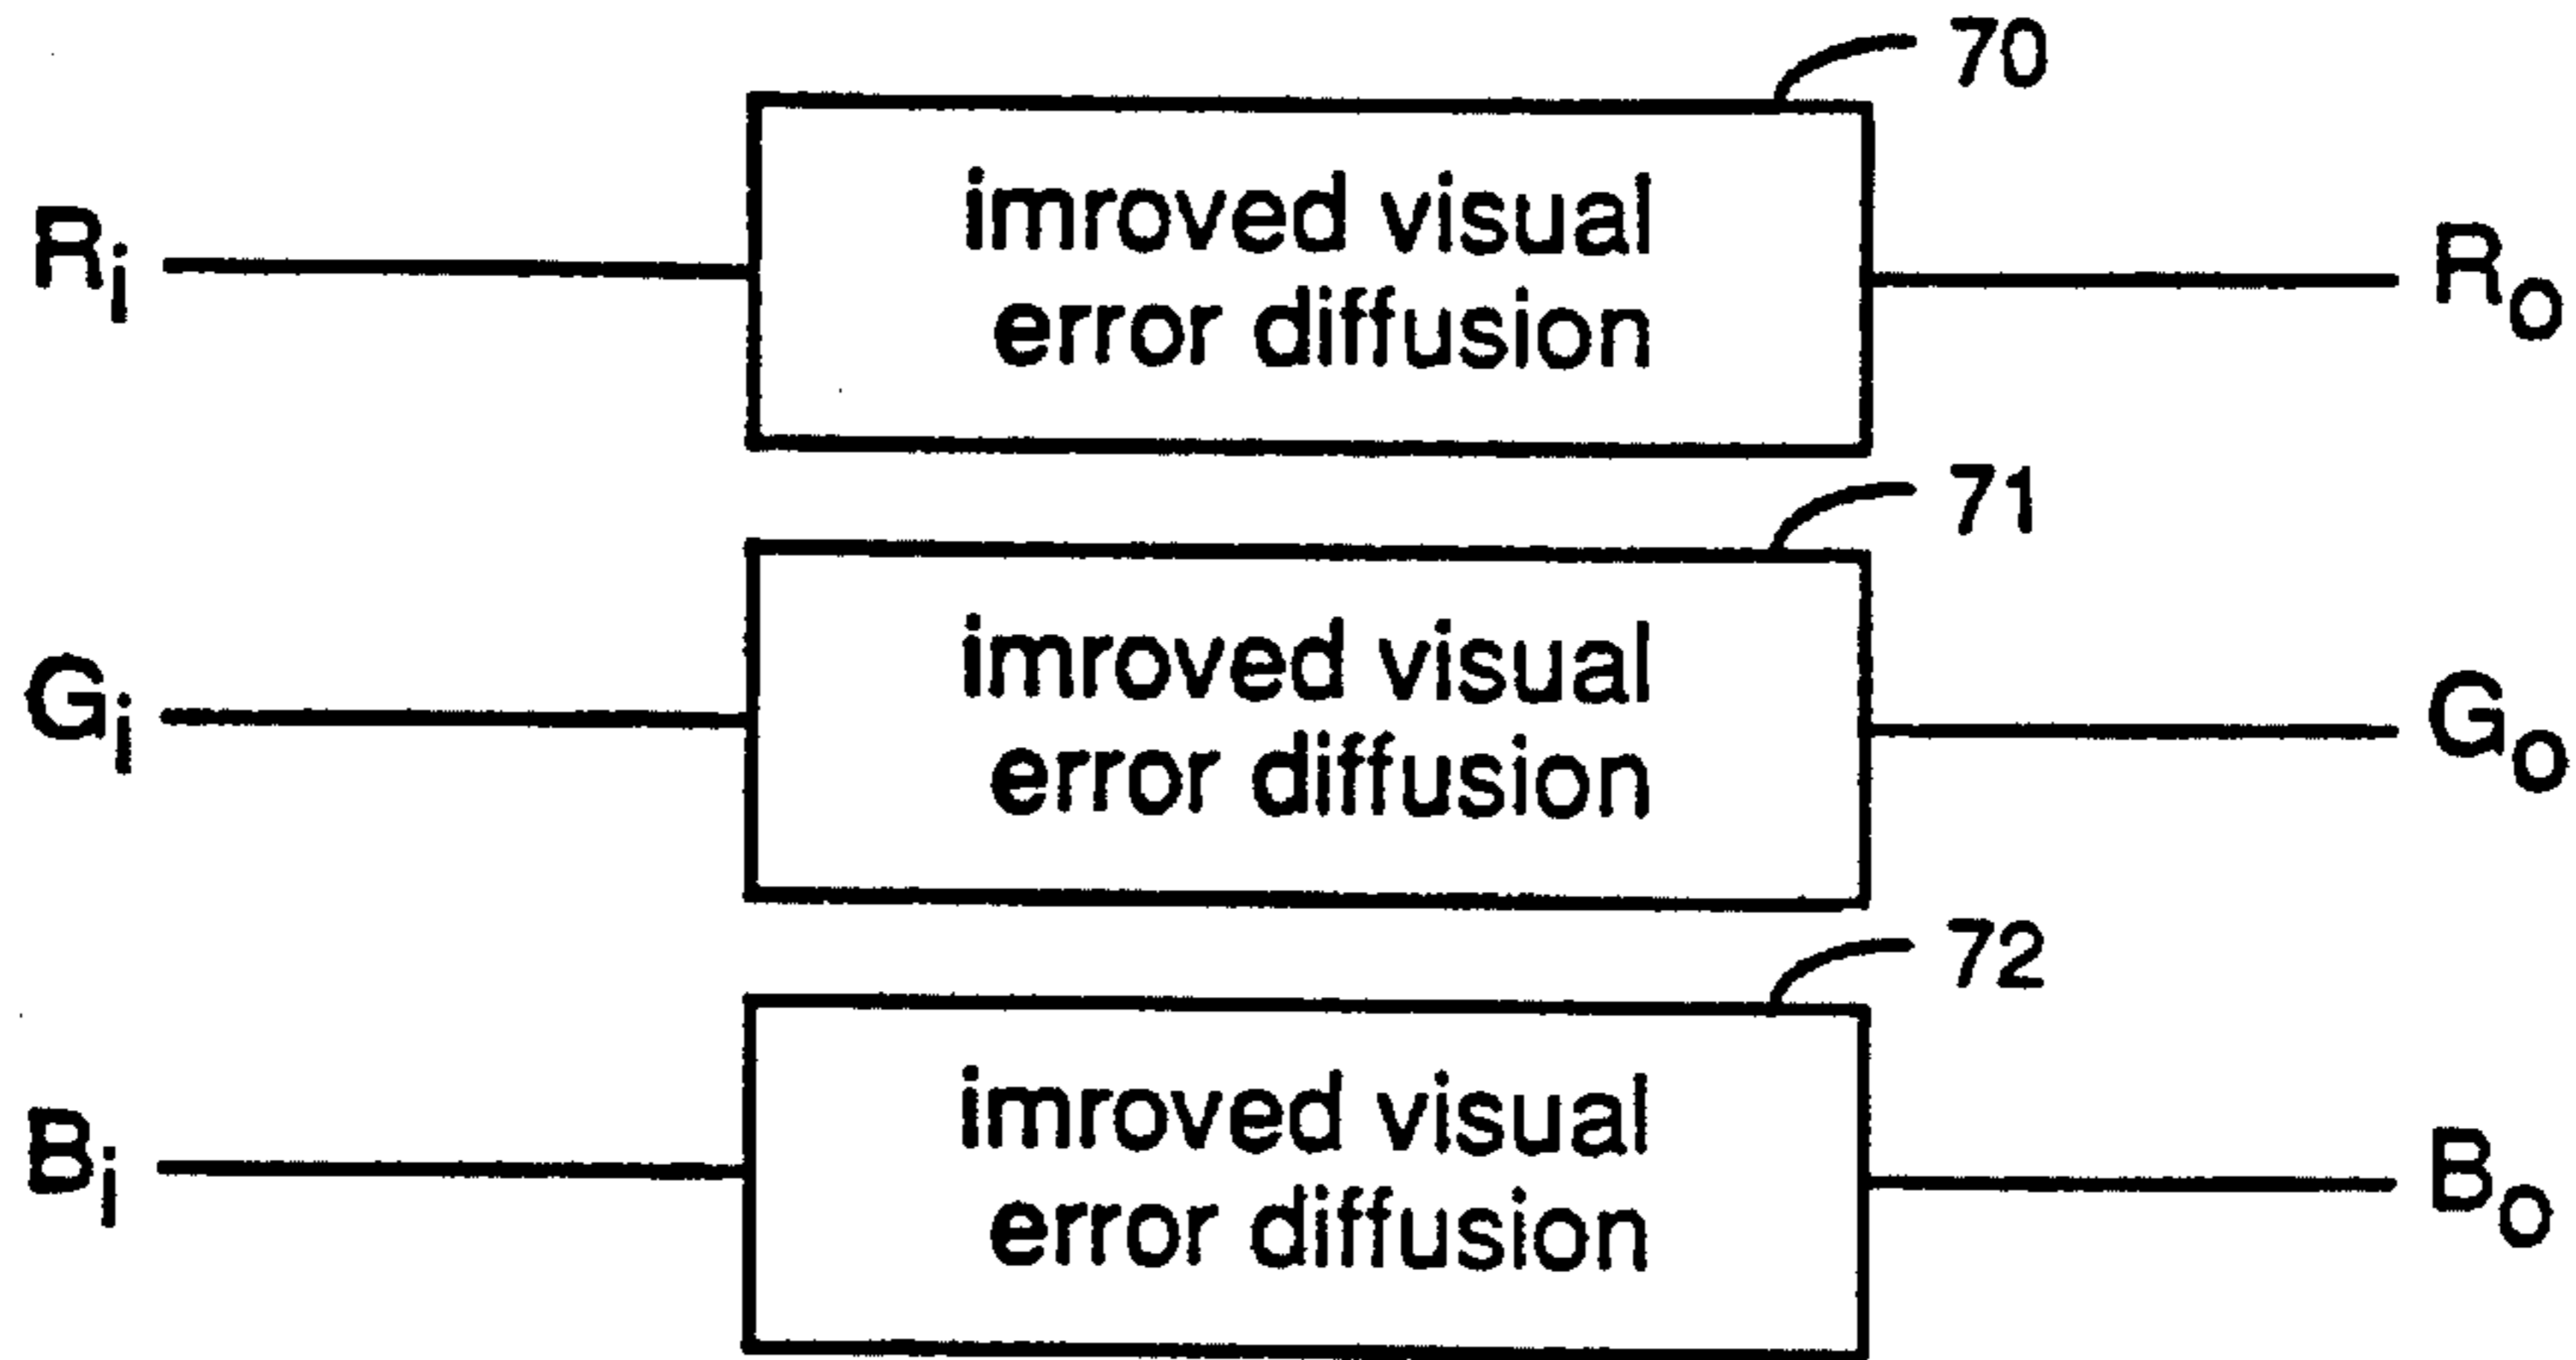 70
imroved visual
error diffusion
Ri
Ro
71
imroved visual
error diffusion
Gi
Go
72
imroved visual
error diffusion
Bi
Bo